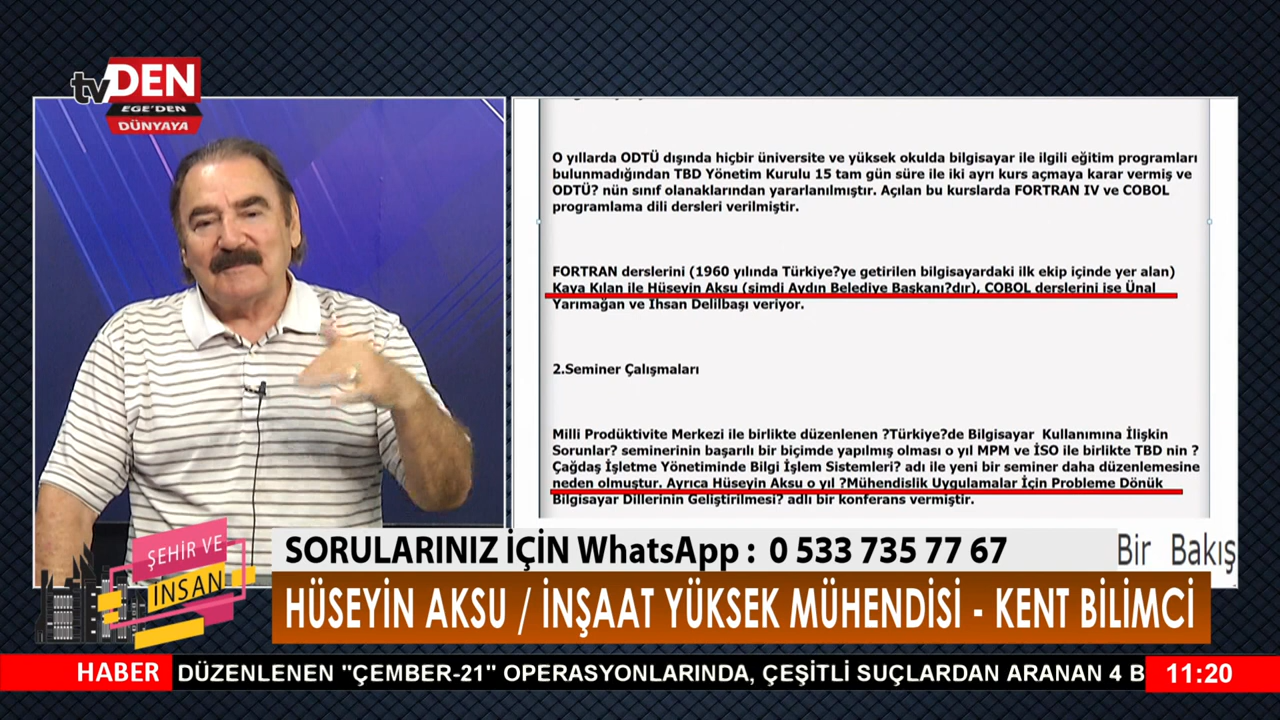 tvDEN
EGE'DEN
DÜNYAYA
O yıllarda ODTÜ dışında hiçbir üniversite ve yüksek okulda bilgisayar ile ilgili eğitim programları
bulunmadığından TBD Yönetim Kurulu 15 tam gün süre ile iki ayrı kurs açmaya karar vermiş ve
ODTÜ? nün sınıf olanaklarından yararlanılmıştır. Açılan bu kurslarda FORTRAN IV ve COBOL
programlama dili dersleri verilmiştir.
FORTRAN derslerini (1960 yılında Türkiye?ye getirilen bilgisayardaki ilk ekip içinde yer alan)
Kaya Kılan ile Hüseyin Aksu (şimdi Aydın Belediye Başkanı?dır), COBOL derslerini ise Ünal
Yarımağan ve İhsan Delilbaşı veriyor.
2.Seminer Çalışmaları
Milli Prodüktivite Merkezi ile birlikte düzenlenen ?Türkiye?de Bilgisayar Kullanımına İlişkin
Sorunlar? seminerinin başarılı bir biçimde yapılmış olması o yıl MPM ve İSO ile birlikte TBD nin ?
Çağdaş İşletme Yönetiminde Bilgi İşlem Sistemleri? adı ile yeni bir seminer daha düzenlemesine
neden olmuştur. Ayrıca Hüseyin Aksu o yıl ?Mühendislik Uygulamalar İçin Probleme Dönük
Bilgisayar Dillerinin Geliştirilmesi? adlı bir konferans vermiştir.
ŞEHİR VE
İNSAN
SORULARINIZ İÇİN WhatsApp : 0 533 735 77 67
Bir Bakış
HÜSEYİN AKSU / İNŞAAT YÜKSEK MÜHENDİSİ - KENT BİLİMCİ
HABER
DÜZENLENEN "ÇEMBER-21" OPERASYONLARINDA, ÇEŞİTLİ SUÇLARDAN ARANAN 4 B
11:20